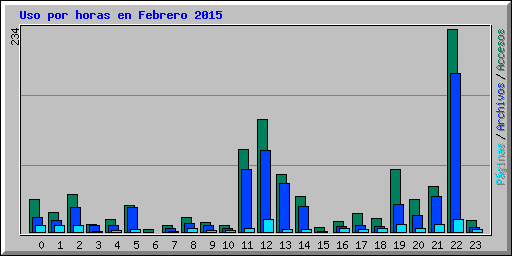 Uso por horas en Febrero 2015
234
Páginas / Archivos / Accesos
0 1 2 3 4 5 6 7 8 9 10 11 12 13 14 15 16 17 18 19 20 21 22 23